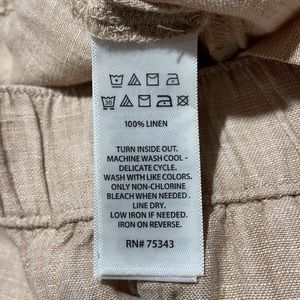 30
100% LINEN
TURN INSIDE OUT.
MACHINE WASH COOL -
DELICATE CYCLE.
WASH WITH LIKE COLORS.
ONLY NON-CHLORINE
BLEACH WHEN NEEDED.
LINE DRY.
LOW IRON IF NEEDED.
IRON ON REVERSE.
RN# 75343